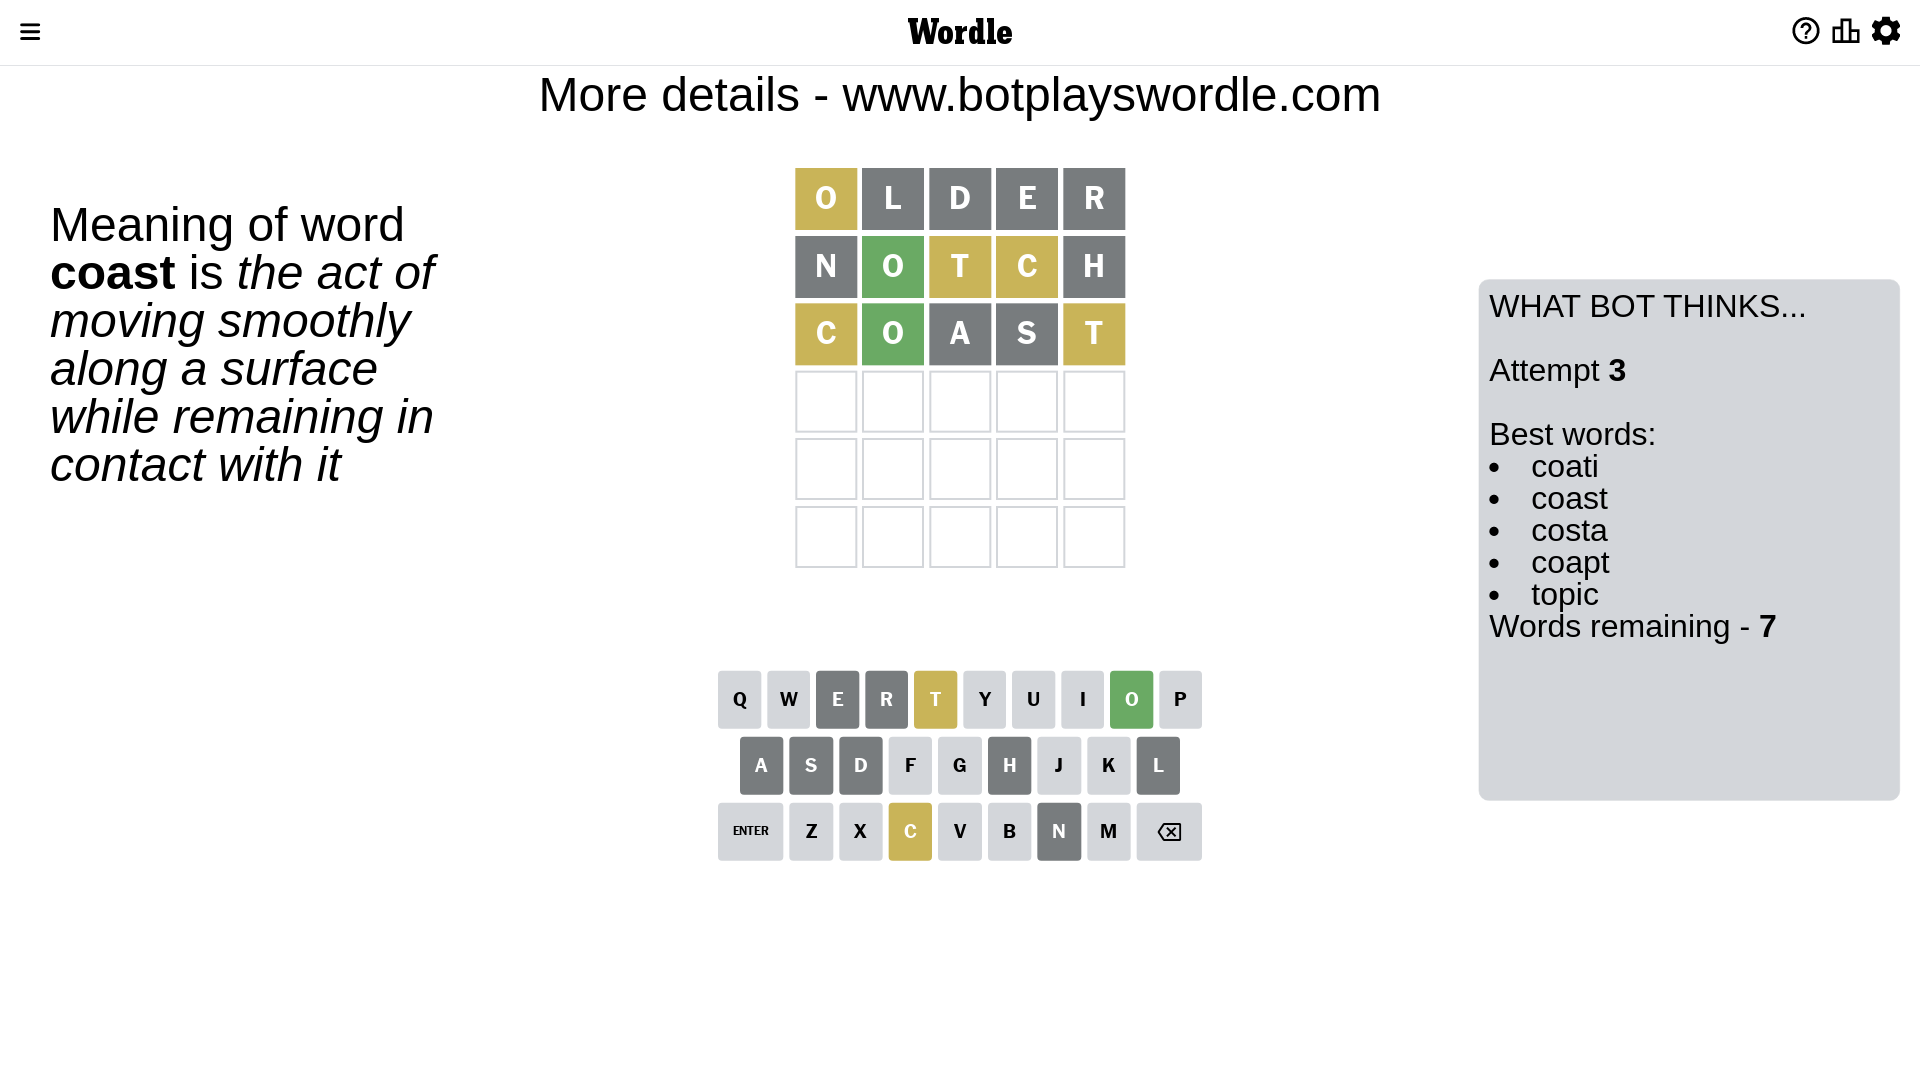 Wordle
More details - www.botplayswordle.com
Meaning of word
coast is the act of
moving smoothly
along a surface
while remaining in
contact with it
O L D E R
N O T C H
C O A S T
WHAT BOT THINKS...
Attempt 3
Best words:
• coati
• coast
• costa
• coapt
• topic
Words remaining - 7
Q W E R T Y U I O P
A S D F G H J K L
ENTER Z X C V B N M